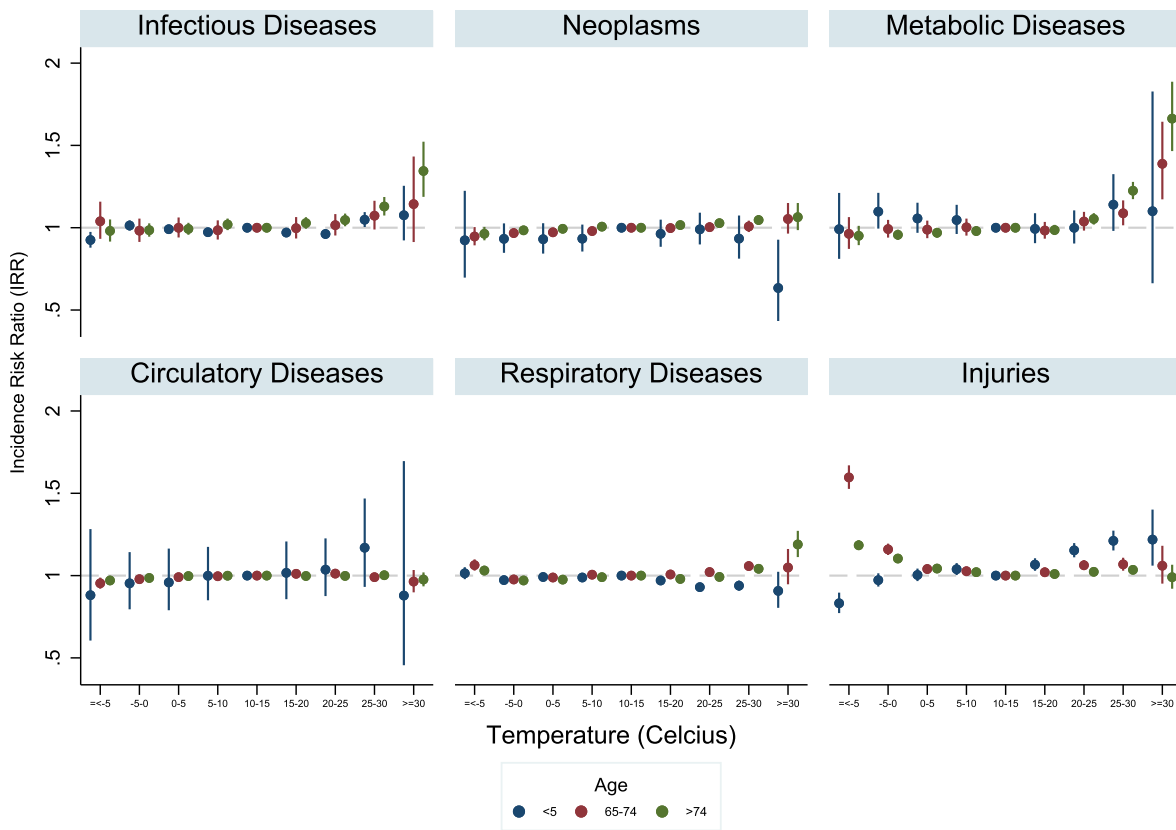 Infectious Diseases
Neoplasms
Metabolic Diseases
2
1.5
1
.5
Incidence Risk Ratio (IRR)
Circulatory Diseases
Respiratory Diseases
Injuries
2
1.5
1
.5
=<-5 -5-0 0-5 5-10 10-15 15-20 20-25 25-30 >=30
=<-5 -5-0 0-5 5-10 10-15 15-20 20-25 25-30 >=30
=<-5 -5-0 0-5 5-10 10-15 15-20 20-25 25-30 >=30
Temperature (Celcius)
Age
<5 65-74 >74